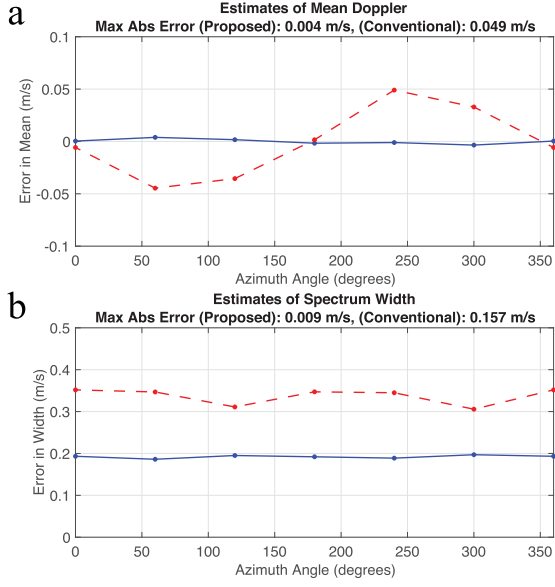 a
Estimates of Mean Doppler
Max Abs Error (Proposed): 0.004 m/s, (Conventional): 0.049 m/s
0.1
0.05
0
-0.05
-0.1
Error in Mean (m/s)
0 50 100 150 200 250 300 350
Azimuth Angle (degrees)
b
Estimates of Spectrum Width
Max Abs Error (Proposed): 0.009 m/s, (Conventional): 0.157 m/s
0.5
0.4
0.3
0.2
0.1
0
Error in Width (m/s)
0 50 100 150 200 250 300 350
Azimuth Angle (degrees)